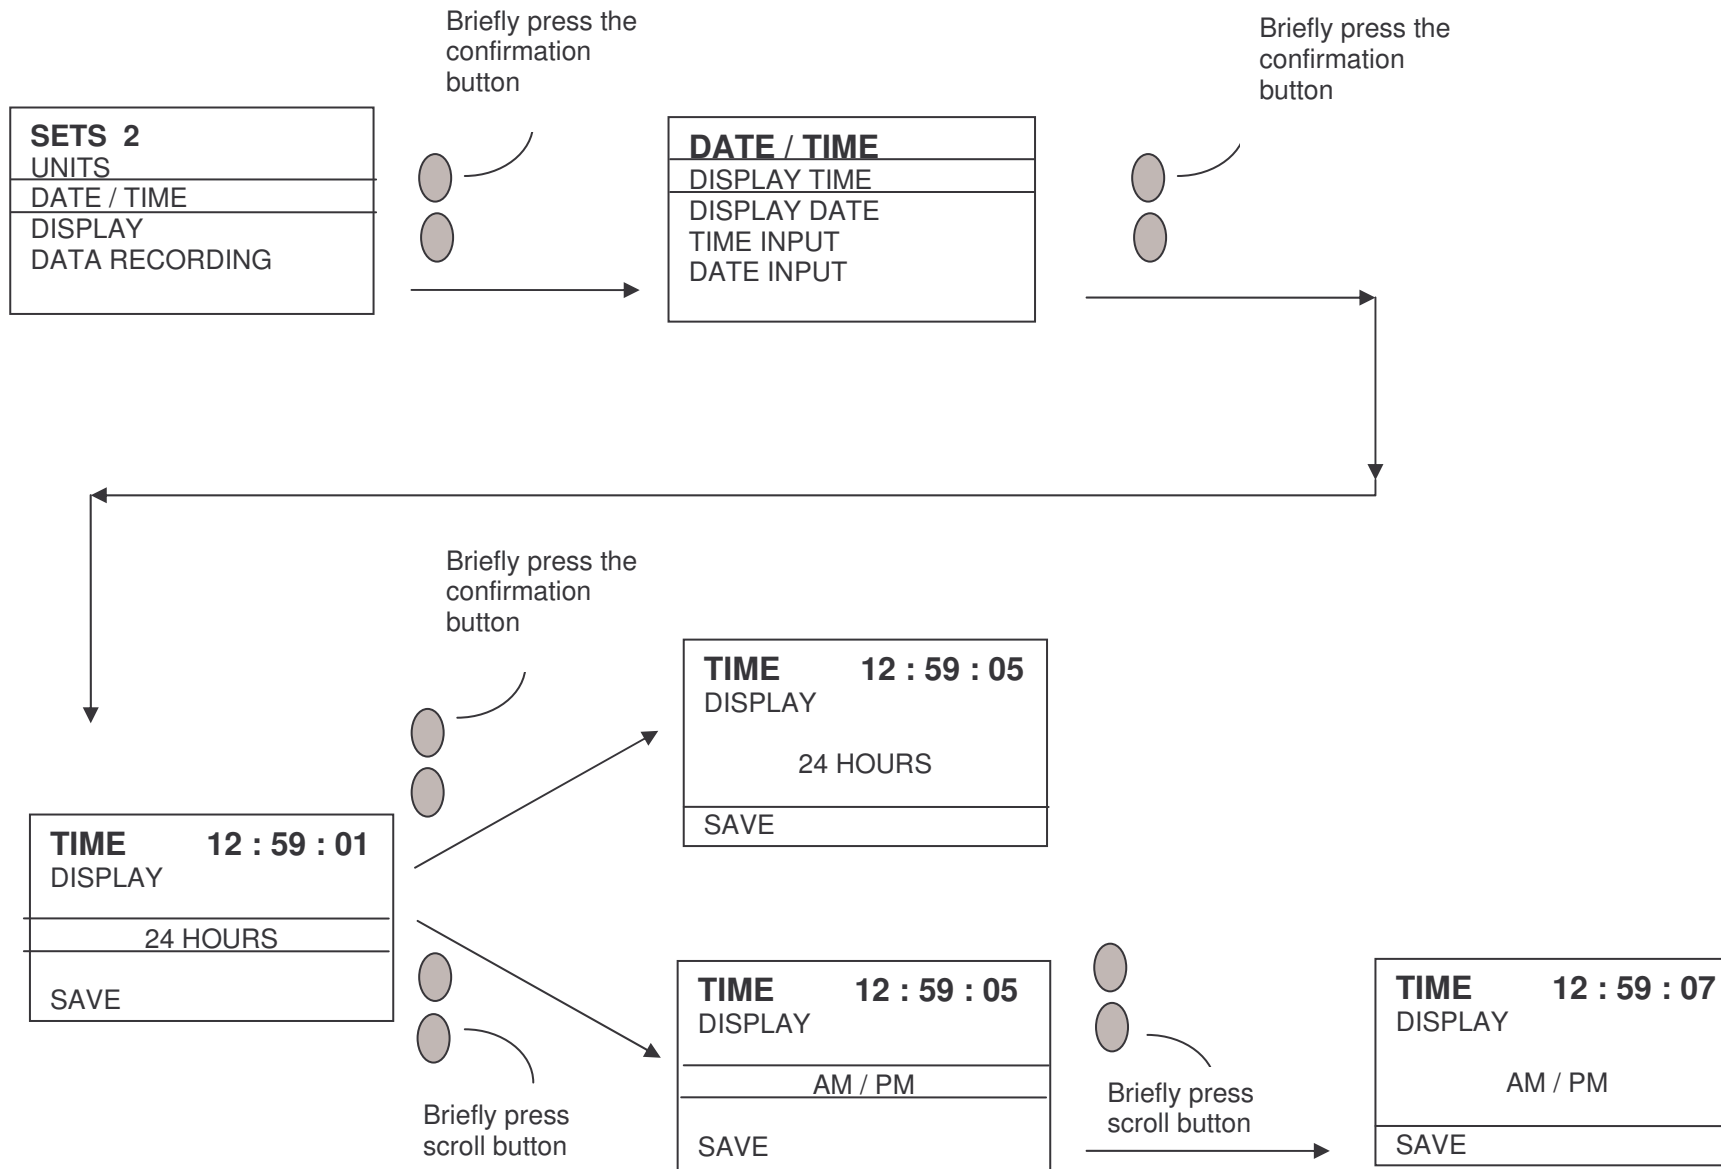 Briefly press the
confirmation
button
Briefly press the
confirmation
button
SETS 2
UNITS
DATE / TIME
DISPLAY
DATA RECORDING
DATE / TIME
DISPLAY TIME
DISPLAY DATE
TIME INPUT
DATE INPUT
Briefly press the
confirmation
button
TIME 12 : 59 : 05
DISPLAY
24 HOURS
SAVE
TIME 12 : 59 : 01
DISPLAY
24 HOURS
SAVE
Briefly press
scroll button
TIME 12 : 59 : 05
DISPLAY
AM / PM
SAVE
Briefly press
scroll button
TIME 12 : 59 : 07
DISPLAY
AM / PM
SAVE